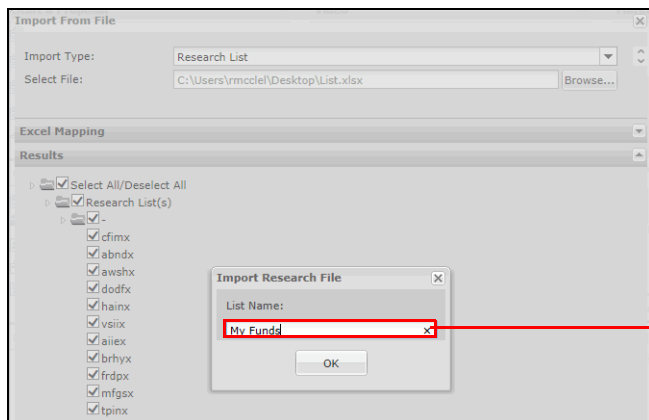 Import From File
Import Type:
Research List
Select File:
C:\Users\rmcclel\Desktop\List.xlsx
Browse...
Excel Mapping
Results
Select All/Deselect All
Research List(s)
-
cfimx
abndx
awshx
dodfx
hainx
vsiix
aiiex
brhyx
frdpx
mfgsx
tpinx
Import Research File
List Name:
My Funds
OK